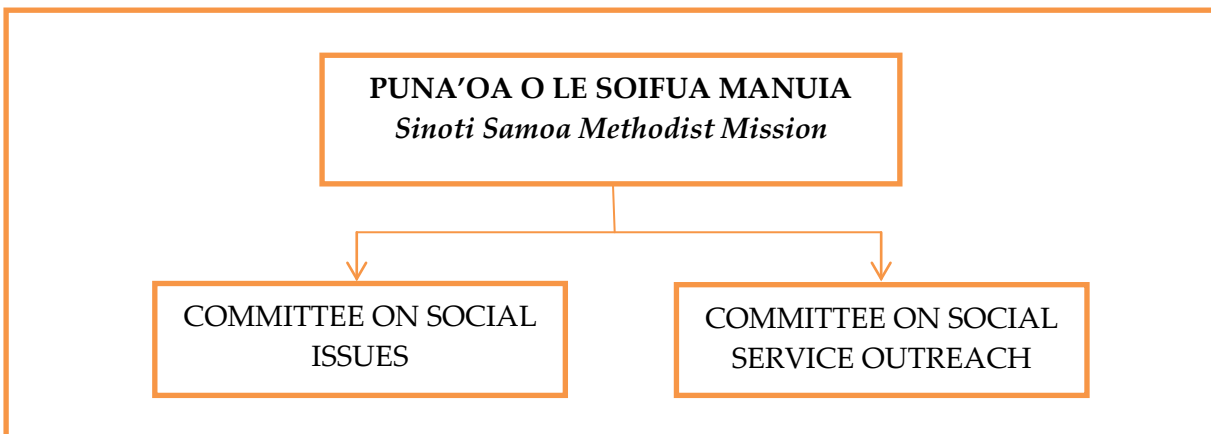 PUNA’OA O LE SOIFUA MANUIA
Sinoti Samoa Methodist Mission
COMMITTEE ON SOCIAL
ISSUES
COMMITTEE ON SOCIAL
SERVICE OUTREACH